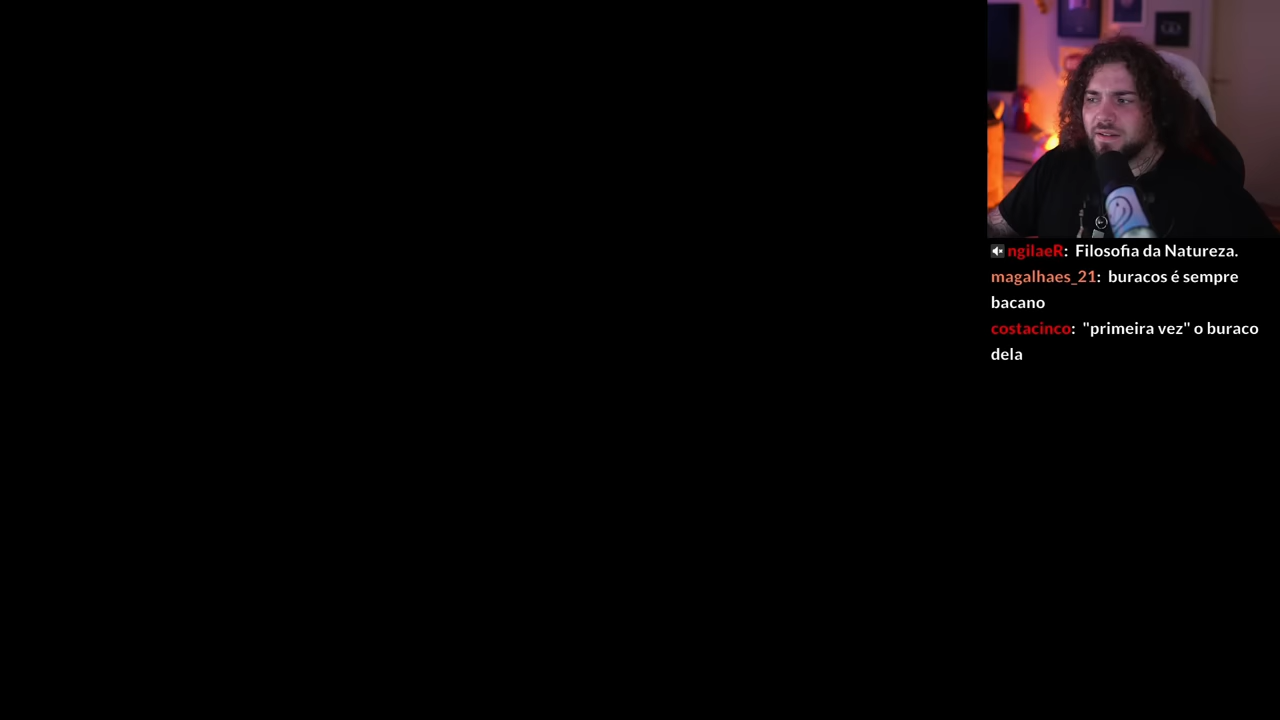 ngilaeR: Filosofia da Natureza.
magalhaes_21: buracos é sempre
bacano
costacinco: "primeira vez" o buraco
dela